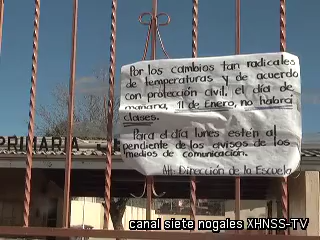 Por los cambios tan radicales
de temperaturas y de acuerdo
con protección civil, el día de
mañana, 11 de Enero, no habrá
clases.
Para el día lunes estén al
pendiente de los avisos de los
medios de comunicación.
Att: Dirección de la Escuela
PRIMARIA
canal siete nogales XHNSS-TV